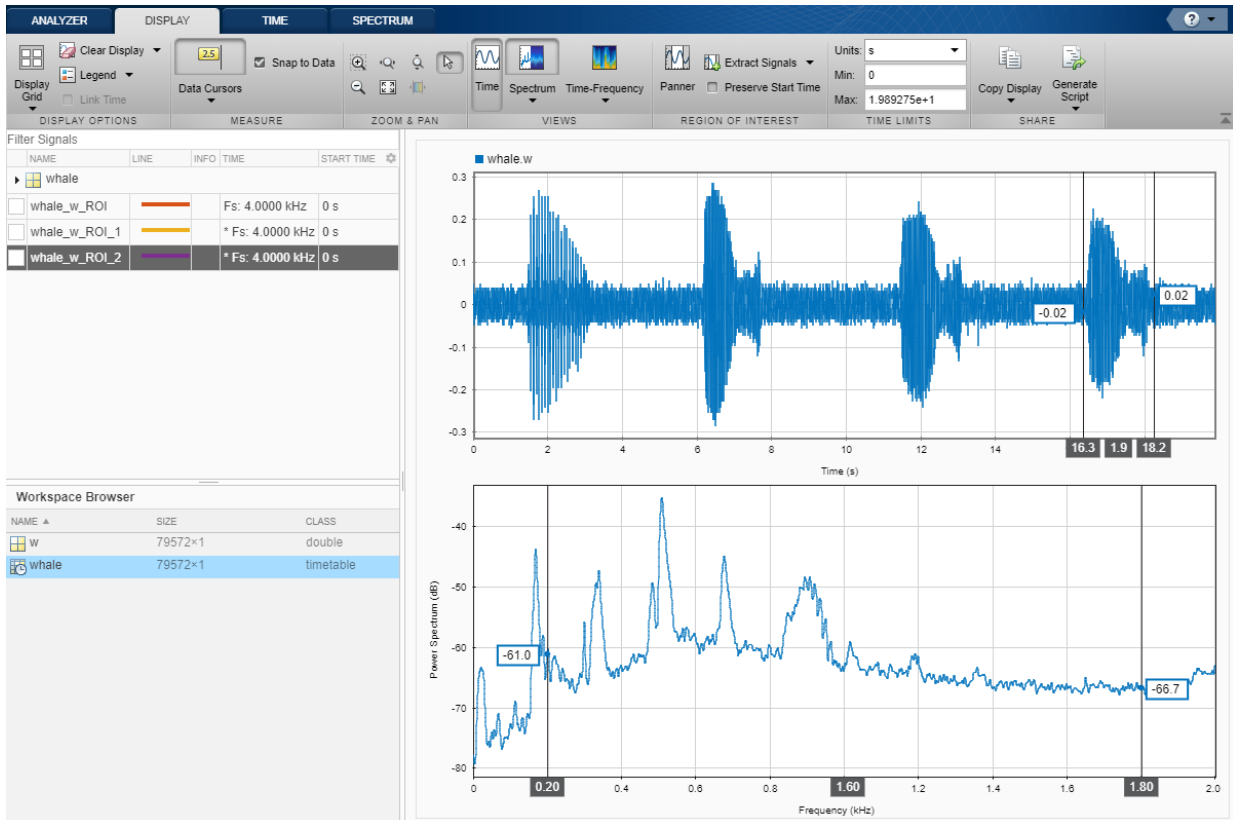 ANALYZER DISPLAY TIME SPECTRUM ?
Clear Display 2.5 Snap to Data Time Spectrum Time-Frequency Panner Extract Signals Units: s
Display Grid Legend Data Cursors Preserve Start Time Min: 0 Copy Display Generate Script
Link Time Max: 1.989275e+1
DISPLAY OPTIONS MEASURE ZOOM & PAN VIEWS REGION OF INTEREST TIME LIMITS SHARE
Filter Signals
NAME LINE INFO TIME START TIME
whale
whale_w_ROI Fs: 4.0000 kHz 0 s
whale_w_ROI_1 * Fs: 4.0000 kHz 0 s
whale_w_ROI_2 * Fs: 4.0000 kHz 0 s
Workspace Browser
NAME SIZE CLASS
w 79572×1 double
whale 79572×1 timetable
whale.w
0.3
0.2
0.1
0.02
0
-0.02
-0.1
-0.2
-0.3
0 2 4 6 8 10 12 14 16.3 1.9 18.2
Time (s)
Power Spectrum (dB)
-40
-50
-60
-61.0
-66.7
-70
-80
0 0.20 0.4 0.6 0.8 1.60 1.2 1.4 1.6 1.80 2.0
Frequency (kHz)